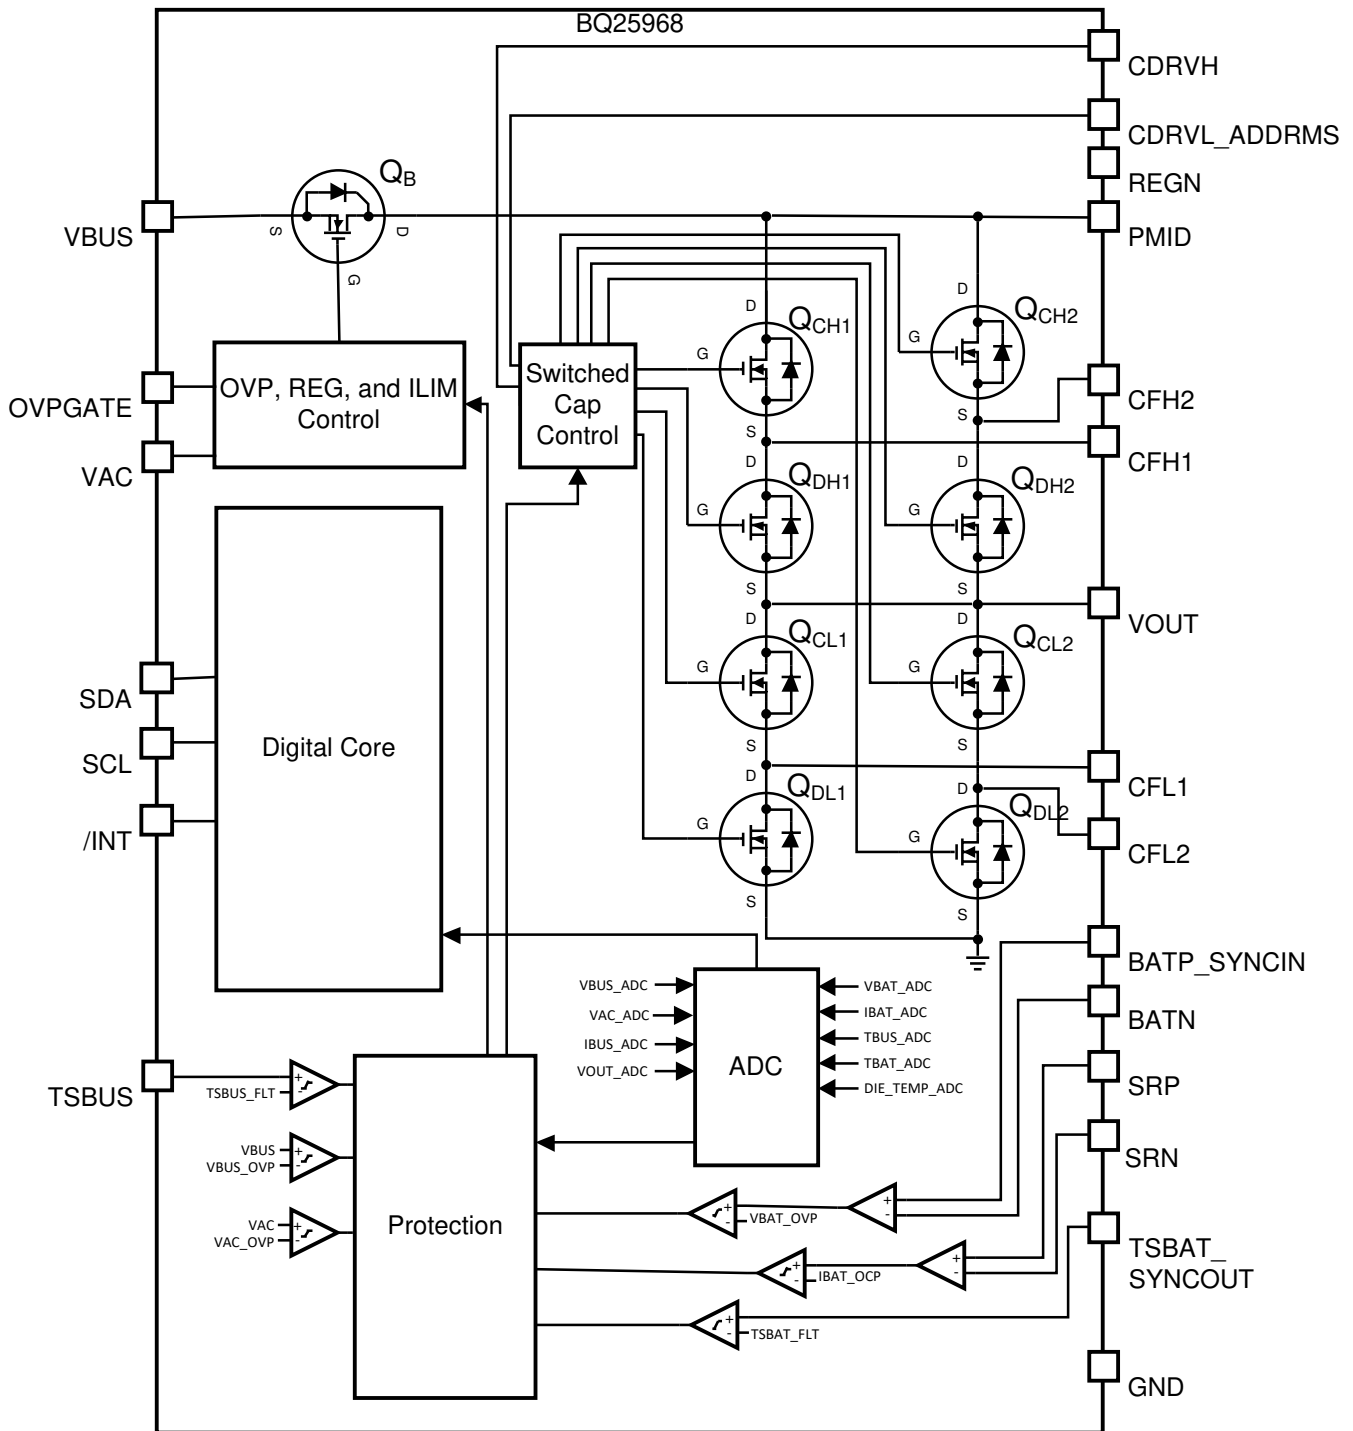 BQ25968
CDRVH
CDRVL_ADDRMS
REGN
PMID
CFH2
CFH1
VOUT
CFL1
CFL2
BATP_SYNCIN
BATN
SRP
SRN
TSBAT_
SYNCOUT
GND
VBUS
OVPGATE
VAC
SDA
SCL
/INT
TSBUS
QB
S
D
G
OVP, REG, and ILIM
Control
Switched
Cap
Control
Digital Core
D
QCH1
G
S
D
QCH2
G
S
D
QDH1
G
S
D
QDH2
G
S
D
QCL1
G
S
D
QCL2
G
S
D
QDL1
G
S
D
QDL2
G
S
VBUS_ADC
VAC_ADC
IBUS_ADC
VOUT_ADC
ADC
VBAT_ADC
IBAT_ADC
TBUS_ADC
TBAT_ADC
DIE_TEMP_ADC
+
TSBUS_FLT -
VBUS +
VBUS_OVP -
VAC +
VAC_OVP -
Protection
+
- VBAT_OVP
+
-
+
- IBAT_OCP
+
-
+
- TSBAT_FLT